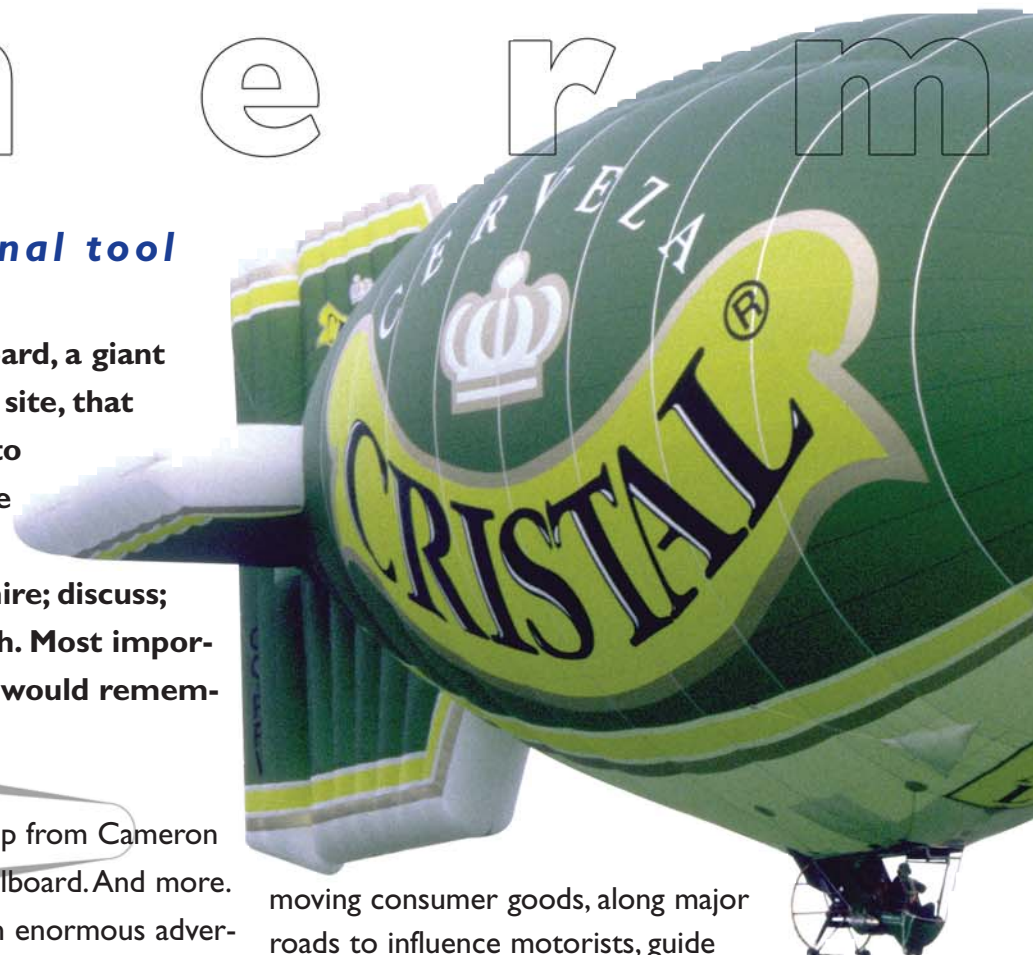 e r m
nal tool
ard, a giant
site, that
to
e
ire; discuss;
h. Most impor-
would remem-
p from Cameron
lboard. And more.
n enormous adver-
moving consumer goods, along major
roads to influence motorists, guide
CERVEZA
CRISTAL®